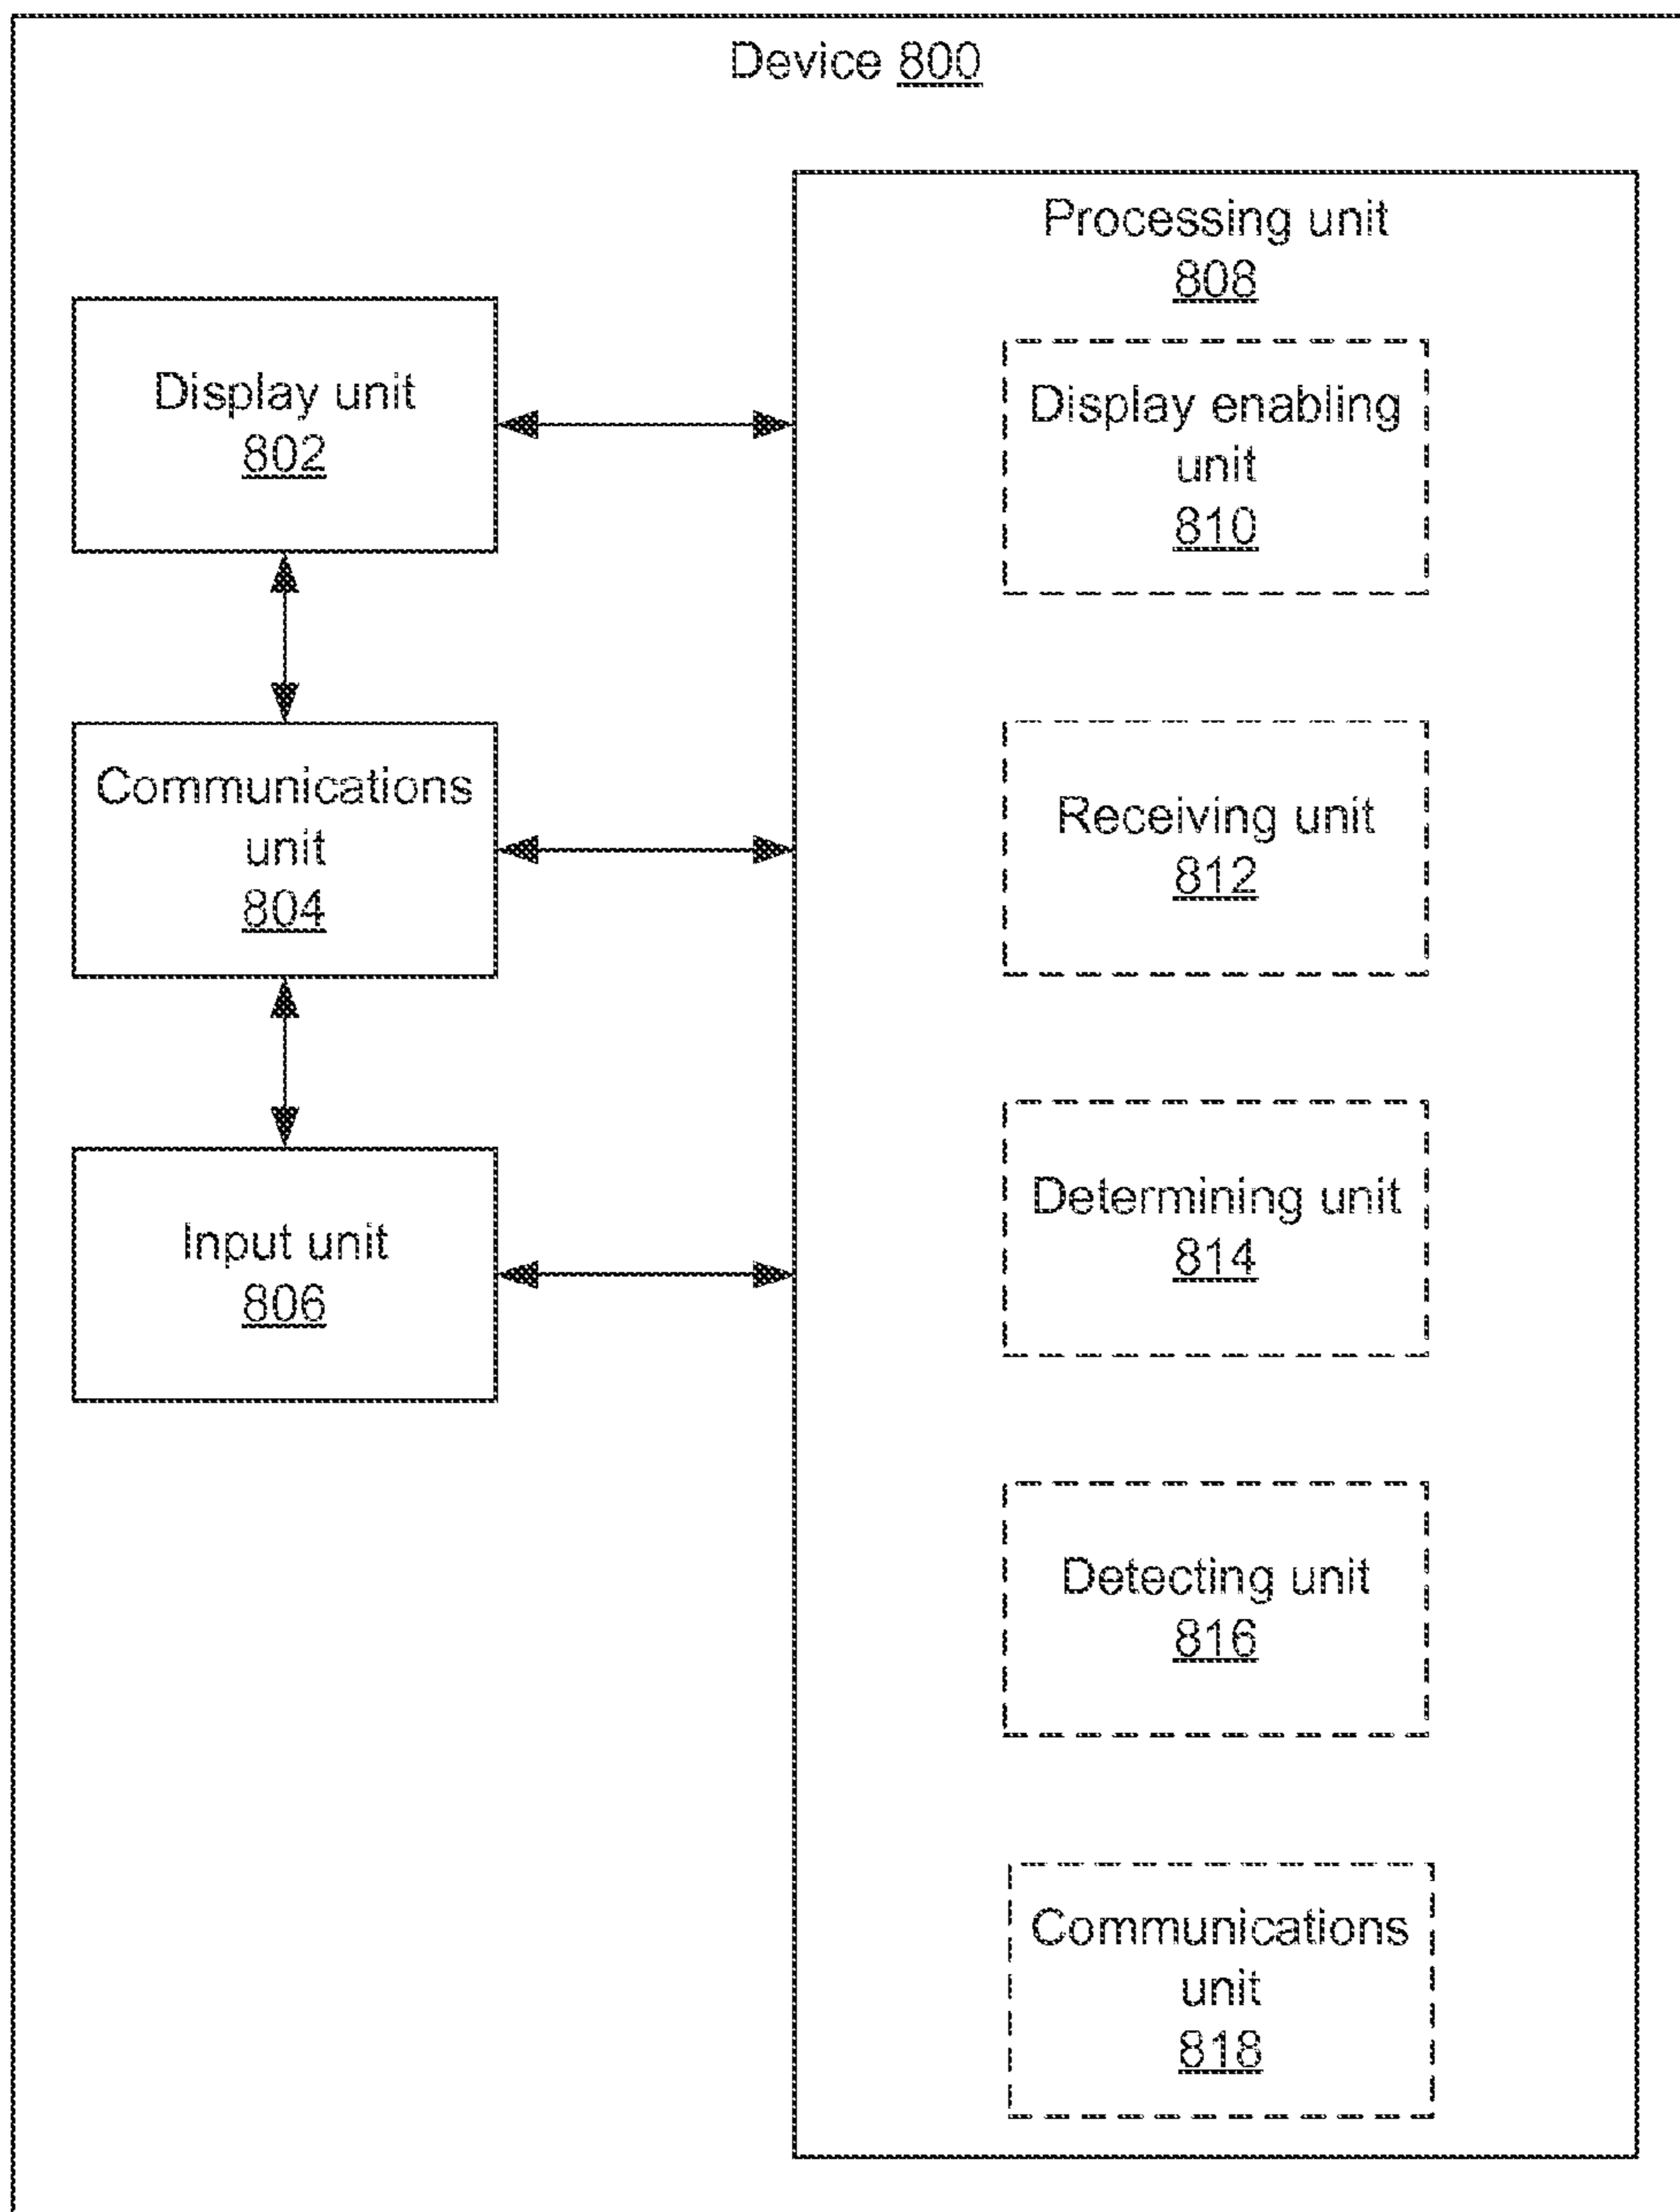 Device 800
Processing unit
808
Display unit
802
Display enabling
unit
810
Communications
unit
804
Receiving unit
812
Input unit
806
Determining unit
814
Detecting unit
816
Communications
unit
818